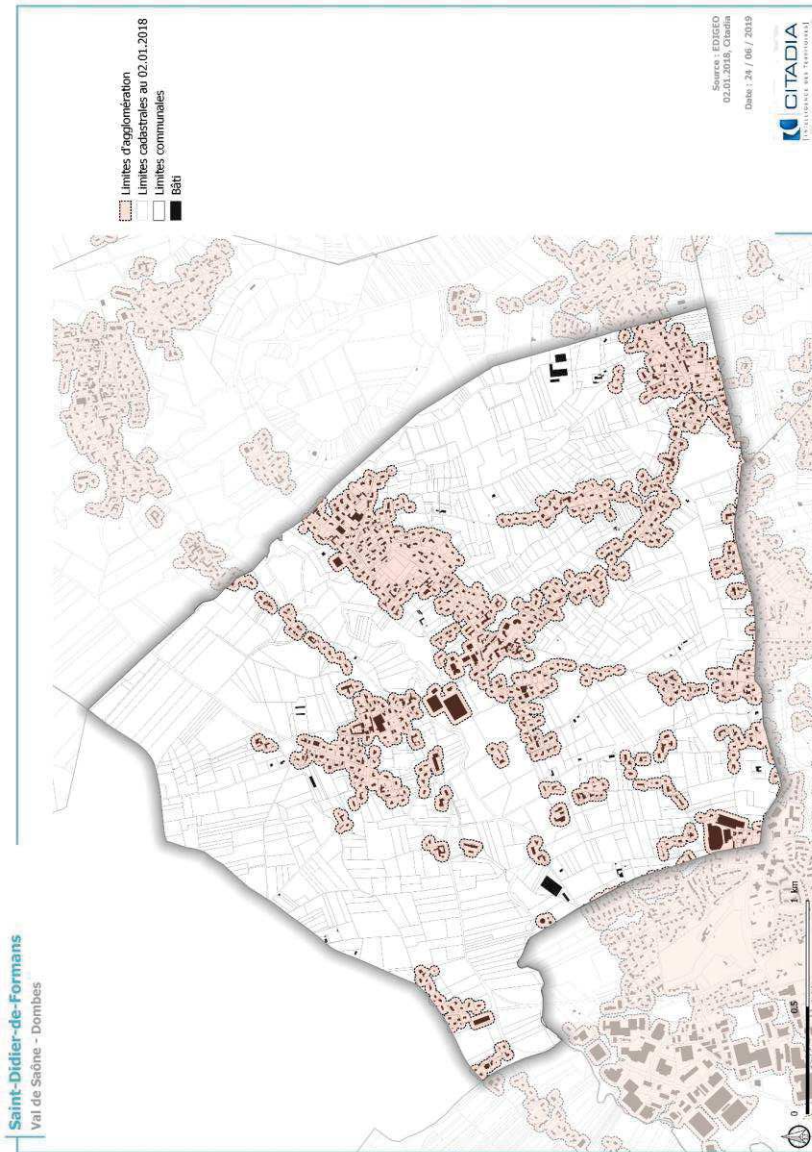 Saint-Didier-de-Formans
Val de Saône - Dombes
Limites d'agglomération
Limites cadastrales au 02.01.2018
Limites communales
Bâti
0 0.5 1 km
Source : EDIGEO
02.01.2018, Citadia
Date : 24 / 06 / 2019
CITADIA